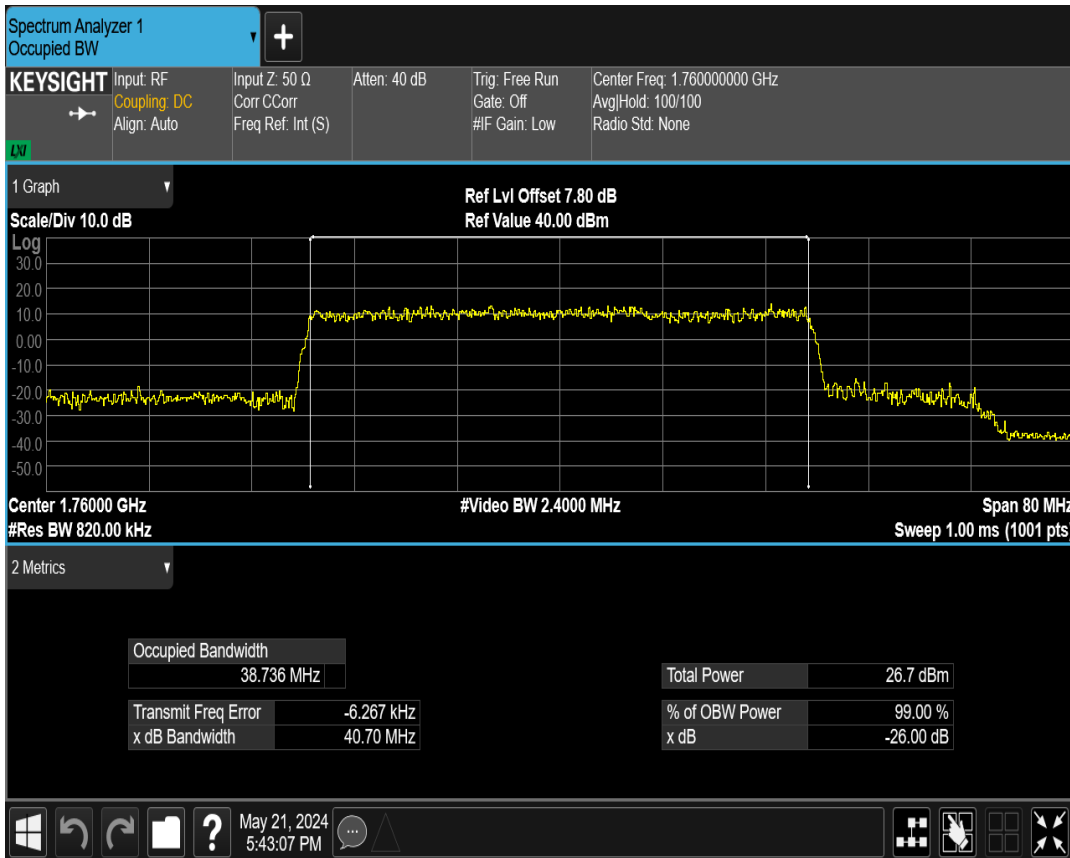 Spectrum Analyzer 1
Occupied BW
KEYSIGHT
Input: RF
Coupling: DC
Align: Auto
Input Z: 50 Ω
Corr CCorr
Freq Ref: Int (S)
Atten: 40 dB
Trig: Free Run
Gate: Off
#IF Gain: Low
Center Freq: 1.760000000 GHz
Avg|Hold: 100/100
Radio Std: None
LXI
1 Graph
Ref Lvl Offset 7.80 dB
Scale/Div 10.0 dB
Ref Value 40.00 dBm
Log
30.0
20.0
10.0
0.00
-10.0
-20.0
-30.0
-40.0
-50.0
Center 1.76000 GHz
#Video BW 2.4000 MHz
Span 80 MHz
#Res BW 820.00 kHz
Sweep 1.00 ms (1001 pts)
2 Metrics
Occupied Bandwidth
38.736 MHz
Total Power 26.7 dBm
Transmit Freq Error -6.267 kHz
% of OBW Power 99.00 %
x dB Bandwidth 40.70 MHz
x dB -26.00 dB
?
May 21, 2024
5:43:07 PM